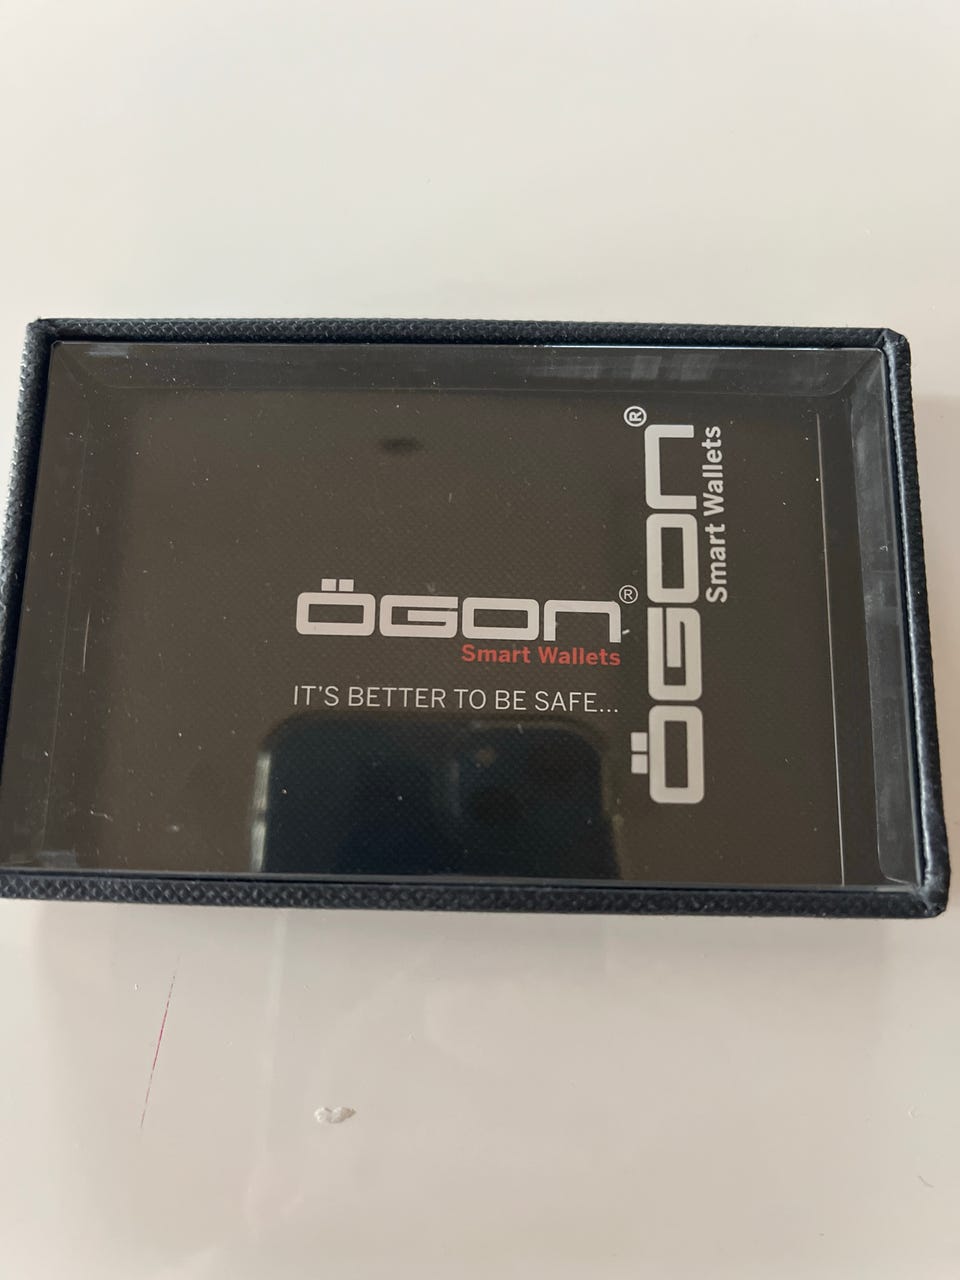 ÖGON®
Smart Wallets
IT'S BETTER TO BE SAFE...
ÖGON®
Smart Wallets